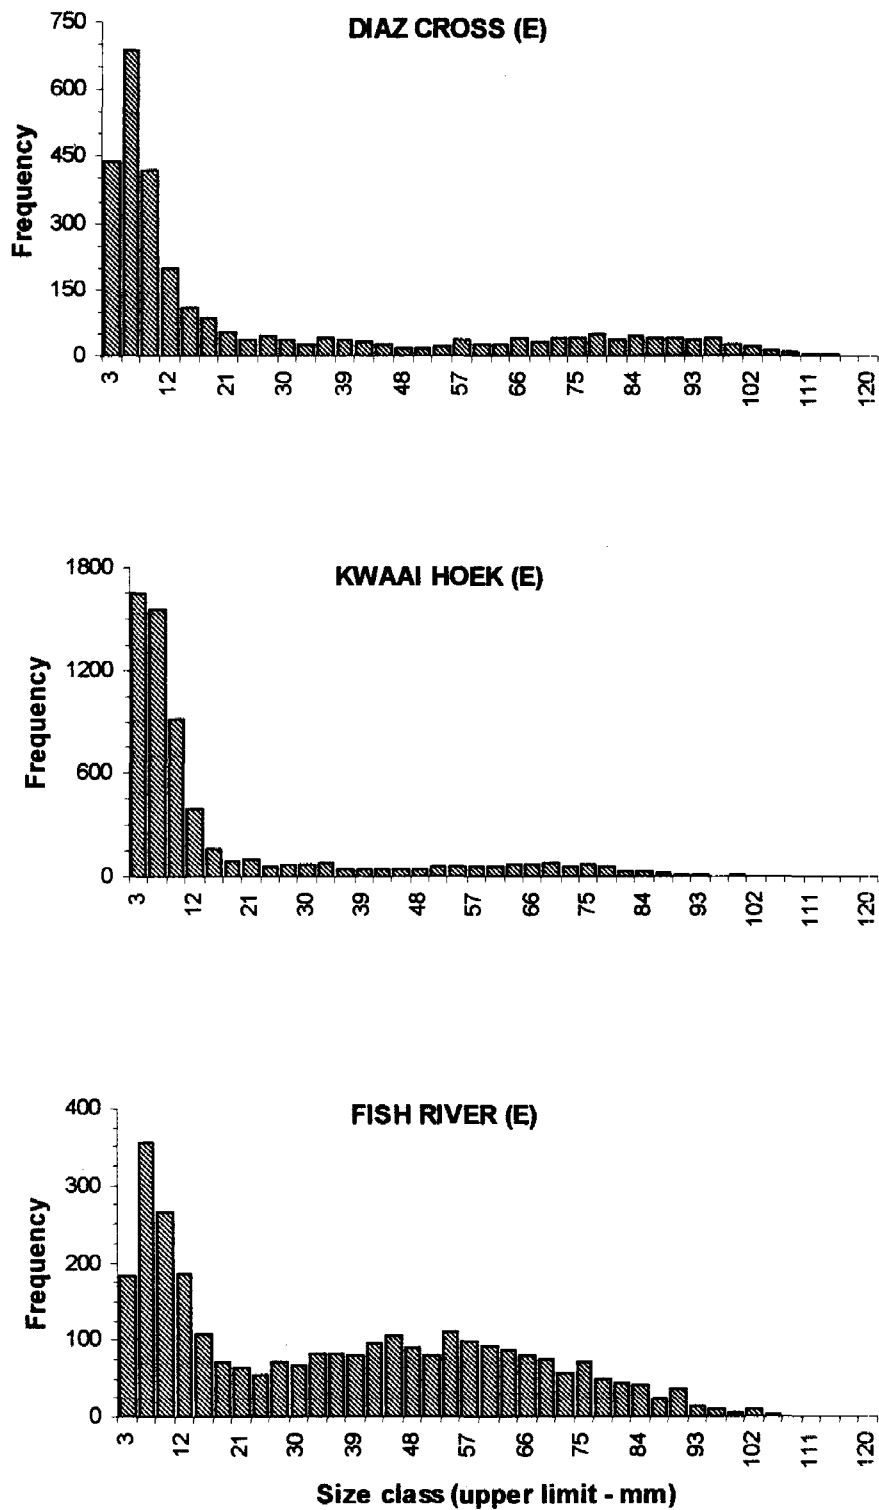 DIAZ CROSS (E)
Frequency
750
600
450
300
150
0
3 12 21 30 39 48 57 66 75 84 93 102 111 120
KWAAI HOEK (E)
Frequency
1800
1200
600
0
3 12 21 30 39 48 57 66 75 84 93 102 111 120
FISH RIVER (E)
Frequency
400
300
200
100
0
3 12 21 30 39 48 57 66 75 84 93 102 111 120
Size class (upper limit - mm)